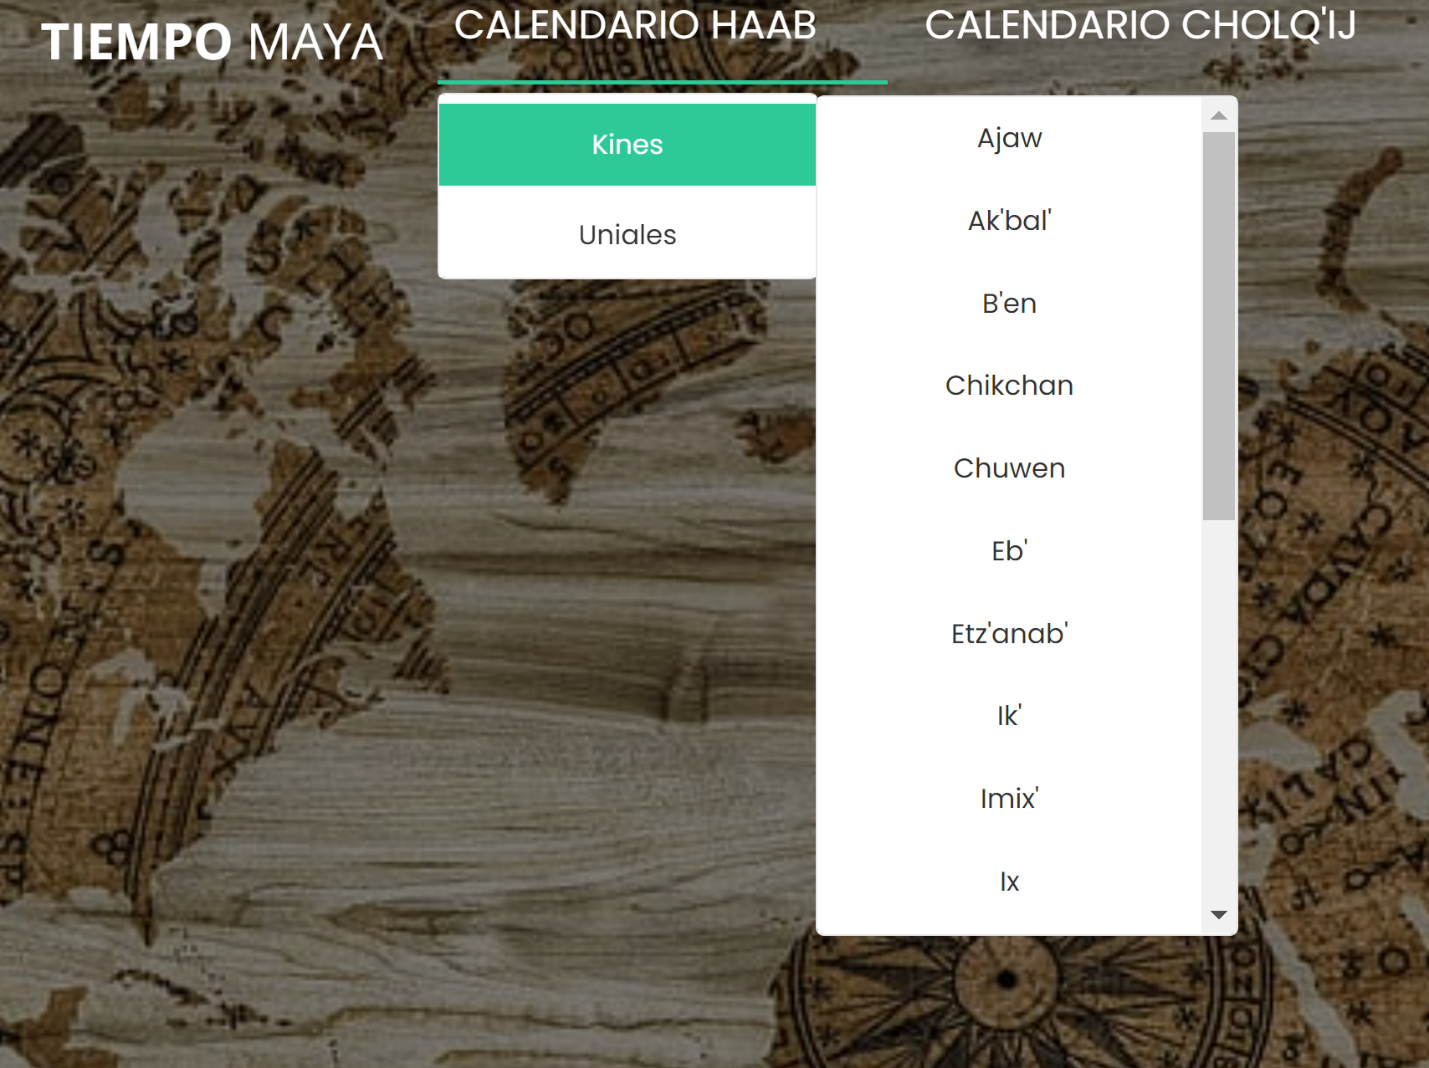 TIEMPO MAYA
CALENDARIO HAAB
CALENDARIO CHOLQ'IJ
Kines
Uniales
Ajaw
Ak'bal'
B'en
Chikchan
Chuwen
Eb'
Etz'anab'
Ik'
Imix'
Ix